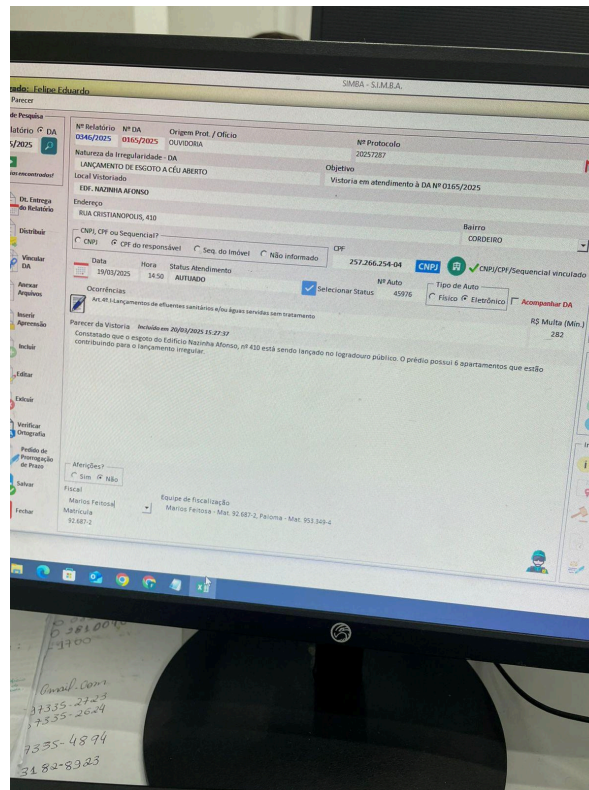 SIMBA - S.I.M.B.A.
Felipe Eduardo
Parecer
de Pesquisa
DA
5/2025
Nº Relatório Nº DA Origem Prot. / Ofício Nº Protocolo
0346/2025 0165/2025 OUVIDORIA 20257287
Natureza da Irregularidade - DA Objetivo
LANÇAMENTO DE ESGOTO A CÉU ABERTO Vistoria em atendimento à DA Nº 0165/2025
Local Vistoriado
EDF. NAZINHA AFONSO
Endereço Bairro
RUA CRISTIANOPOLIS, 410 CORDEIRO
CNPJ, CPF ou Sequencial? CPF
CNPJ CPF do responsável Seq. do Imóvel Não informado 257.266.254-04 CNPJ CNPJ/CPF/Sequencial vinculado
Data Hora Status Atendimento Nº Auto Tipo de Auto
19/03/2025 14:50 AUTUADO Selecionar Status 45976 Físico Eletrônico Acompanhar DA
Ocorrências R$ Multa (Mín.)
Art.41.I-Lançamentos de efluentes sanitários e/ou águas servidas sem tratamento 282
Parecer da Vistoria Incluído em 20/03/2025 15:27:37
Constatado que o esgoto do Edifício Nazinha Afonso, nº 410 está sendo lançado no logradouro público. O prédio possui 6 apartamentos que estão
contribuindo para o lançamento irregular.
Aferições?
Sim Não
Fiscal Equipe de Fiscalização
Marios Feitosa Marios Feitosa - Mat. 92.687-2, Paloma - Mat. 953.349-4
Matrícula
92.687-2
Dt. Entrega
do Relatório
Distribuir
Vincular
DA
Anexar
Arquivos
Inserir
Apreensão
Incluir
Editar
Excluir
Verificar
Ortografia
Pedido de
Prorrogação
de Prazo
Salvar
Fechar
Gmail.com
37335-2723
37335-2624
7335-4894
3182-8923